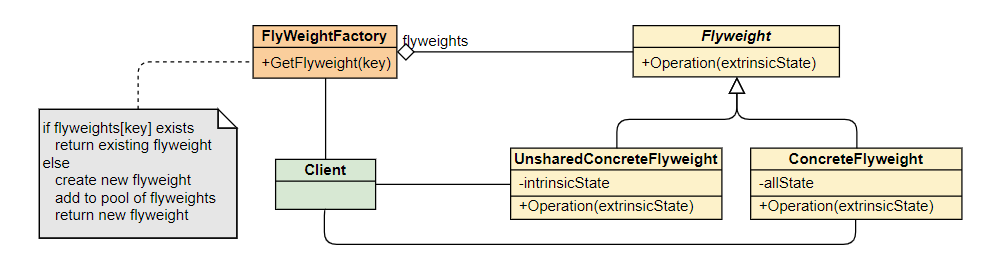 FlyWeightFactory
+GetFlyweight(key)
flyweights
Flyweight
+Operation(extrinsicState)
if flyweights[key] exists
return existing flyweight
else
create new flyweight
add to pool of flyweights
return new flyweight
Client
UnsharedConcreteFlyweight
-intrinsicState
+Operation(extrinsicState)
ConcreteFlyweight
-allState
+Operation(extrinsicState)